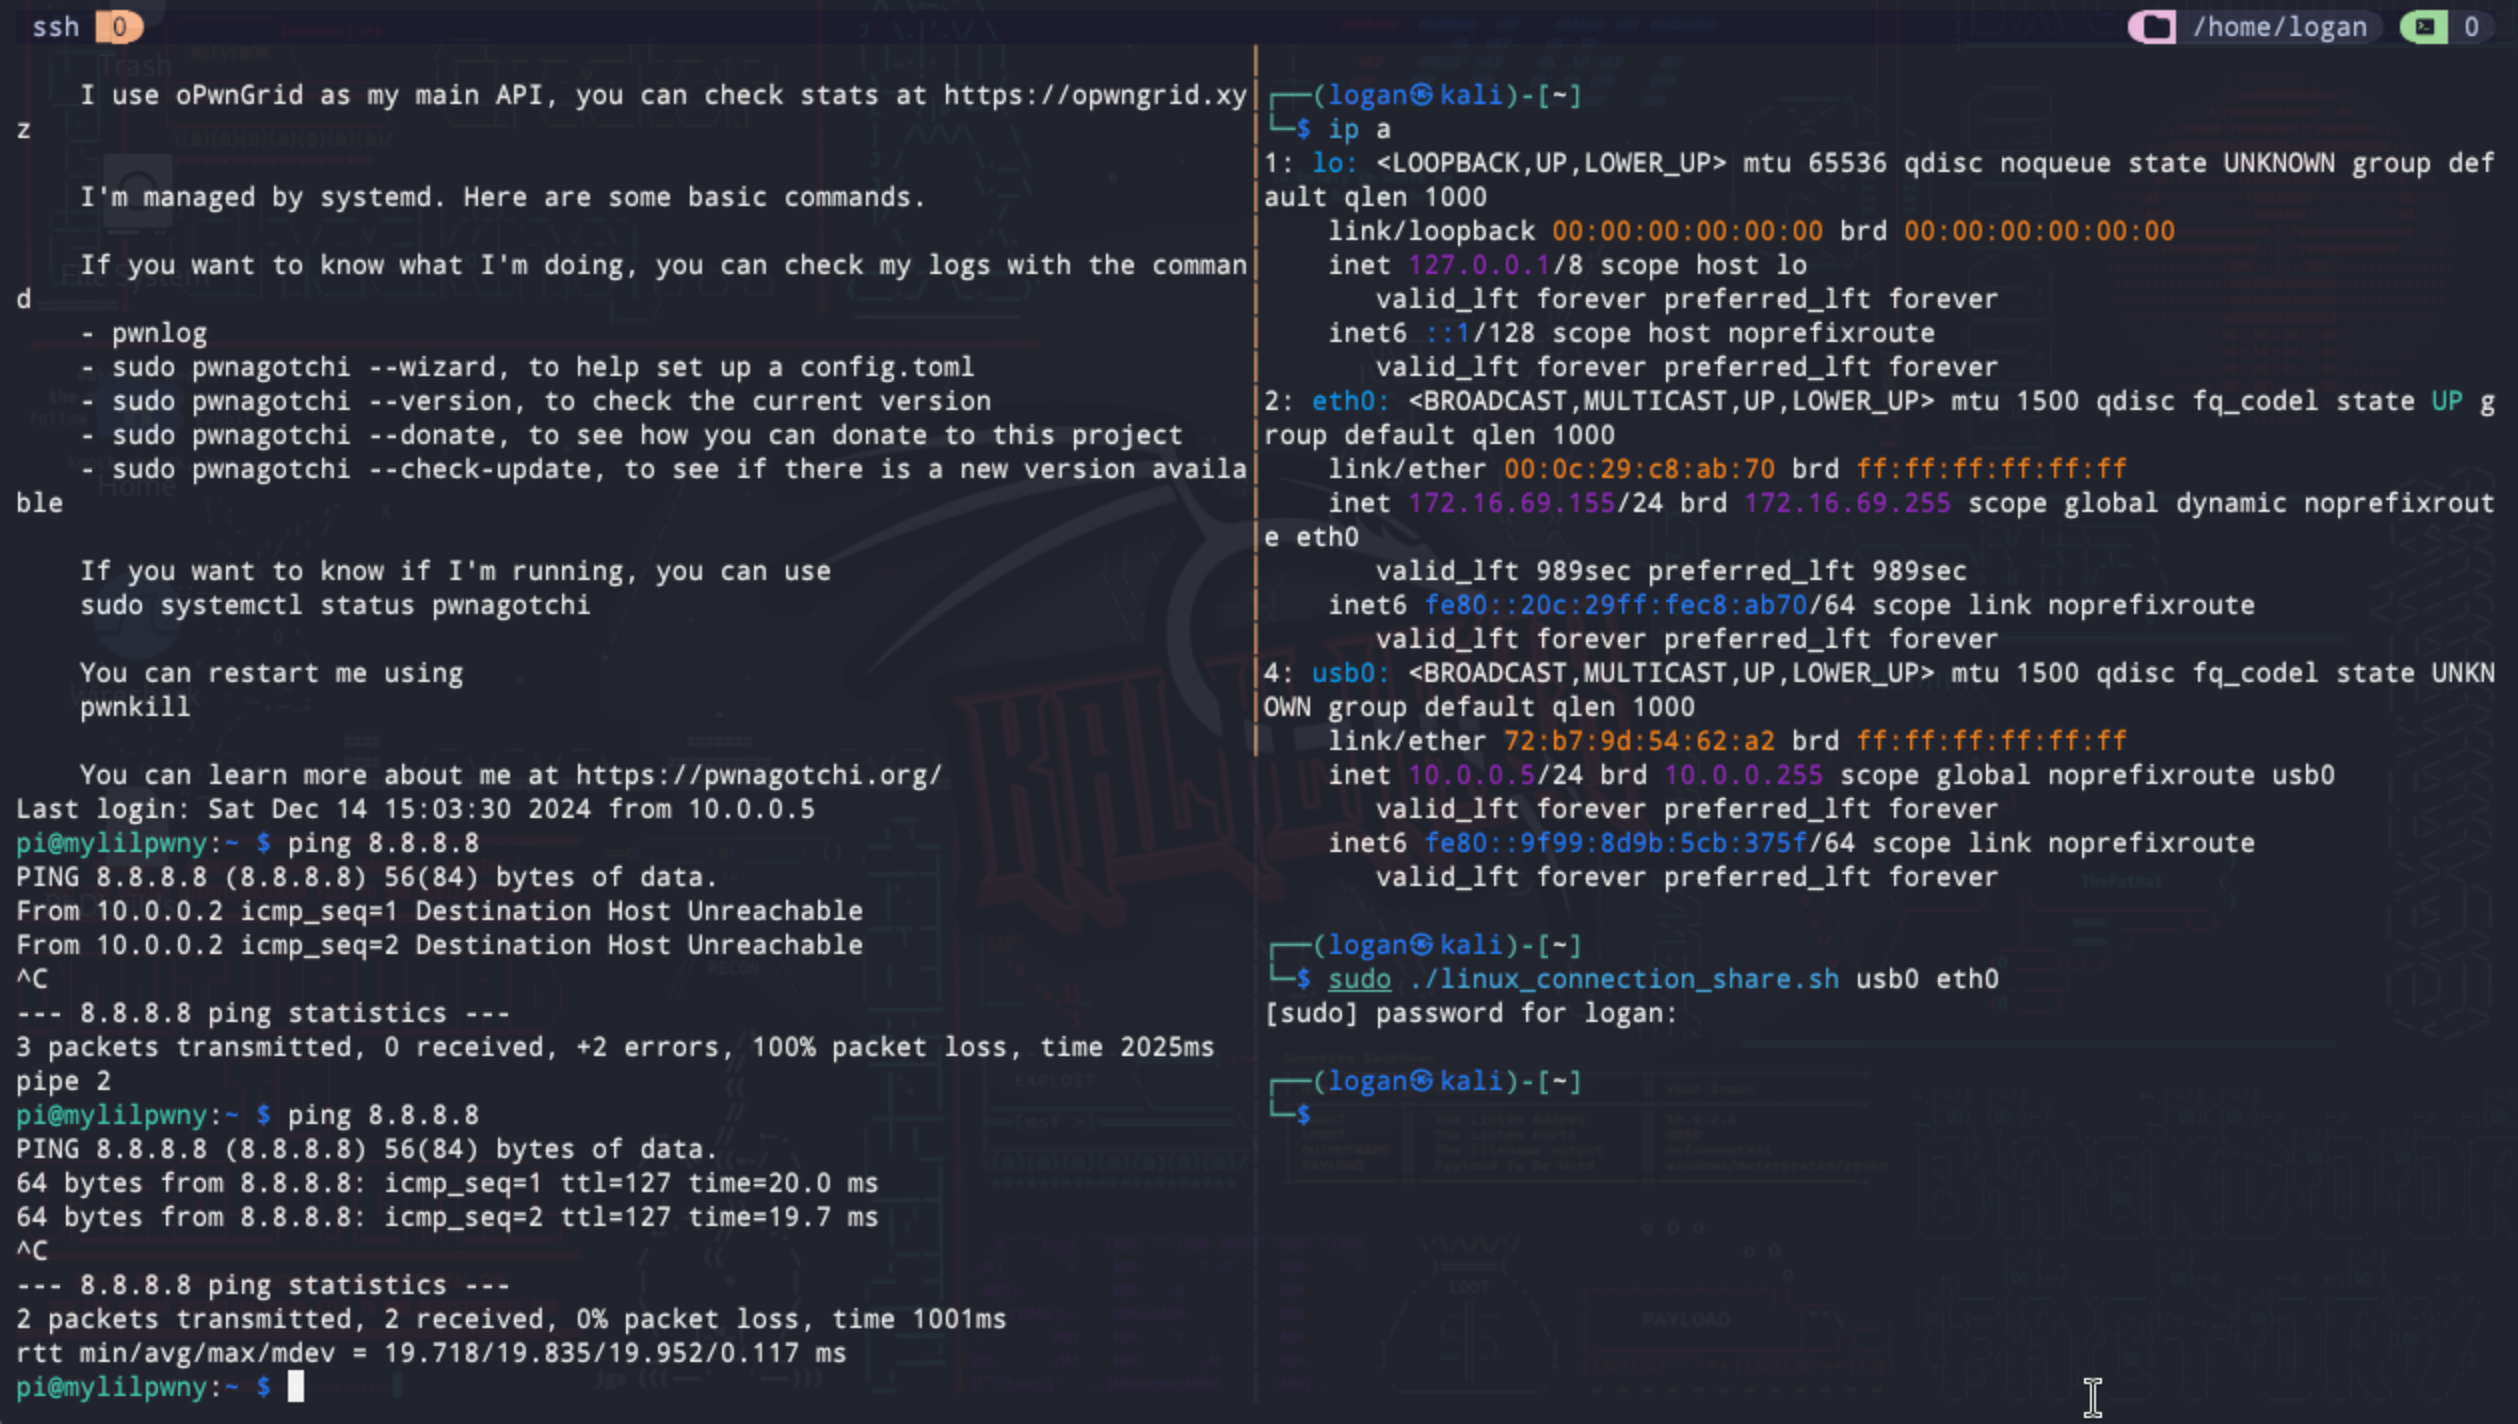 ssh 0
/home/logan 0
I use oPwnGrid as my main API, you can check stats at https://opwngrid.xy
z
I'm managed by systemd. Here are some basic commands.
If you want to know what I'm doing, you can check my logs with the comman
d
- pwnlog
- sudo pwnagotchi --wizard, to help set up a config.toml
- sudo pwnagotchi --version, to check the current version
- sudo pwnagotchi --donate, to see how you can donate to this project
- sudo pwnagotchi --check-update, to see if there is a new version availa
ble
If you want to know if I'm running, you can use
sudo systemctl status pwnagotchi
You can restart me using
pwnkill
You can learn more about me at https://pwnagotchi.org/
Last login: Sat Dec 14 15:03:30 2024 from 10.0.0.5
pi@mylilpwny:~ $ ping 8.8.8.8
PING 8.8.8.8 (8.8.8.8) 56(84) bytes of data.
From 10.0.0.2 icmp_seq=1 Destination Host Unreachable
From 10.0.0.2 icmp_seq=2 Destination Host Unreachable
^C
--- 8.8.8.8 ping statistics ---
3 packets transmitted, 0 received, +2 errors, 100% packet loss, time 2025ms
pipe 2
pi@mylilpwny:~ $ ping 8.8.8.8
PING 8.8.8.8 (8.8.8.8) 56(84) bytes of data.
64 bytes from 8.8.8.8: icmp_seq=1 ttl=127 time=20.0 ms
64 bytes from 8.8.8.8: icmp_seq=2 ttl=127 time=19.7 ms
^C
--- 8.8.8.8 ping statistics ---
2 packets transmitted, 2 received, 0% packet loss, time 1001ms
rtt min/avg/max/mdev = 19.718/19.835/19.952/0.117 ms
pi@mylilpwny:~ $
┌──(logan㉿kali)-[~]
└─$ ip a
1: lo: <LOOPBACK,UP,LOWER_UP> mtu 65536 qdisc noqueue state UNKNOWN group def
ault qlen 1000
link/loopback 00:00:00:00:00:00 brd 00:00:00:00:00:00
inet 127.0.0.1/8 scope host lo
valid_lft forever preferred_lft forever
inet6 ::1/128 scope host noprefixroute
valid_lft forever preferred_lft forever
2: eth0: <BROADCAST,MULTICAST,UP,LOWER_UP> mtu 1500 qdisc fq_codel state UP g
roup default qlen 1000
link/ether 00:0c:29:c8:ab:70 brd ff:ff:ff:ff:ff:ff
inet 172.16.69.155/24 brd 172.16.69.255 scope global dynamic noprefixrout
e eth0
valid_lft 989sec preferred_lft 989sec
inet6 fe80::20c:29ff:fec8:ab70/64 scope link noprefixroute
valid_lft forever preferred_lft forever
4: usb0: <BROADCAST,MULTICAST,UP,LOWER_UP> mtu 1500 qdisc fq_codel state UNKN
OWN group default qlen 1000
link/ether 72:b7:9d:54:62:a2 brd ff:ff:ff:ff:ff:ff
inet 10.0.0.5/24 brd 10.0.0.255 scope global noprefixroute usb0
valid_lft forever preferred_lft forever
inet6 fe80::9f99:8d9b:5cb:375f/64 scope link noprefixroute
valid_lft forever preferred_lft forever
┌──(logan㉿kali)-[~]
└─$ sudo ./linux_connection_share.sh usb0 eth0
[sudo] password for logan:
┌──(logan㉿kali)-[~]
└─$
Trash
File System
Home
RECON
EXPLOIT
LOOT
PAYLOAD